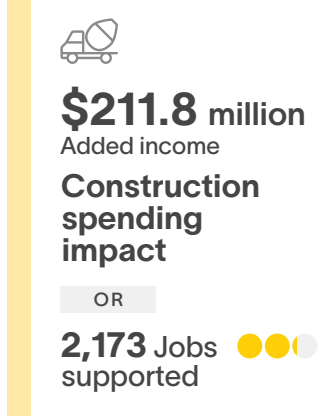 $211.8 million
Added income
Construction
spending
impact
OR
2,173 Jobs
supported